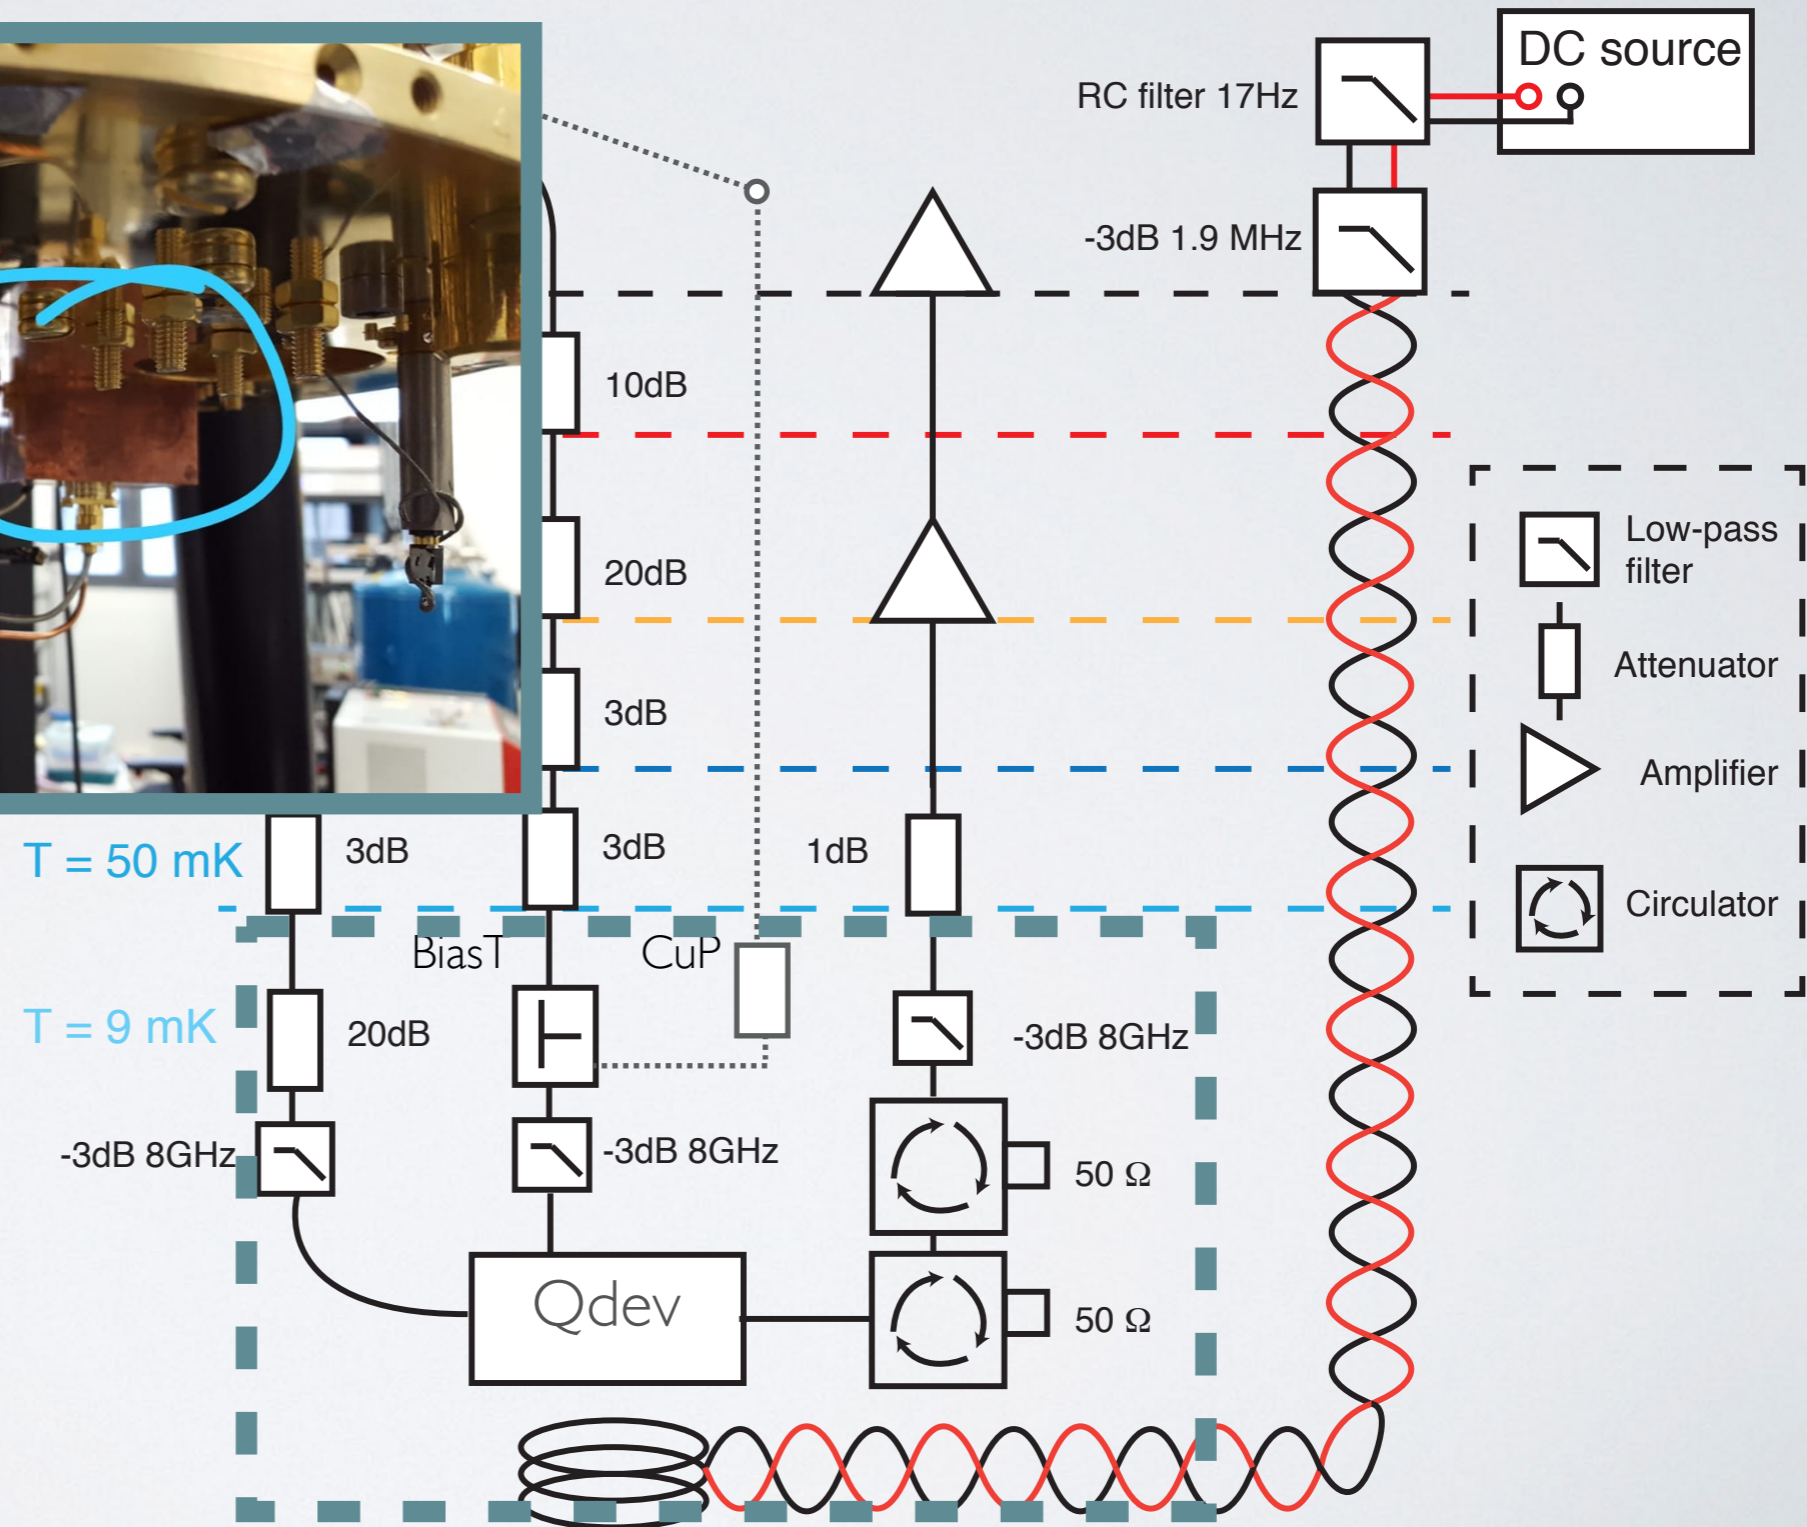 DC source
RC filter 17Hz
-3dB 1.9 MHz
10dB
20dB
3dB
Low-pass
filter
Attenuator
Amplifier
Circulator
T = 50 mK
3dB
3dB
1dB
BiasT
CuP
T = 9 mK
20dB
-3dB 8GHz
-3dB 8GHz
-3dB 8GHz
50 Ω
Qdev
50 Ω